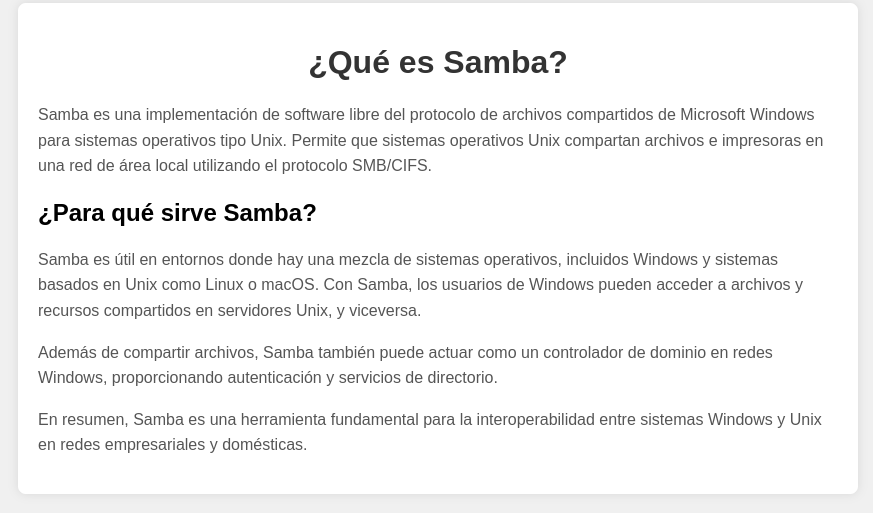 ¿Qué es Samba?
Samba es una implementación de software libre del protocolo de archivos compartidos de Microsoft Windows
para sistemas operativos tipo Unix. Permite que sistemas operativos Unix compartan archivos e impresoras en
una red de área local utilizando el protocolo SMB/CIFS.
¿Para qué sirve Samba?
Samba es útil en entornos donde hay una mezcla de sistemas operativos, incluidos Windows y sistemas
basados en Unix como Linux o macOS. Con Samba, los usuarios de Windows pueden acceder a archivos y
recursos compartidos en servidores Unix, y viceversa.
Además de compartir archivos, Samba también puede actuar como un controlador de dominio en redes
Windows, proporcionando autenticación y servicios de directorio.
En resumen, Samba es una herramienta fundamental para la interoperabilidad entre sistemas Windows y Unix
en redes empresariales y domésticas.